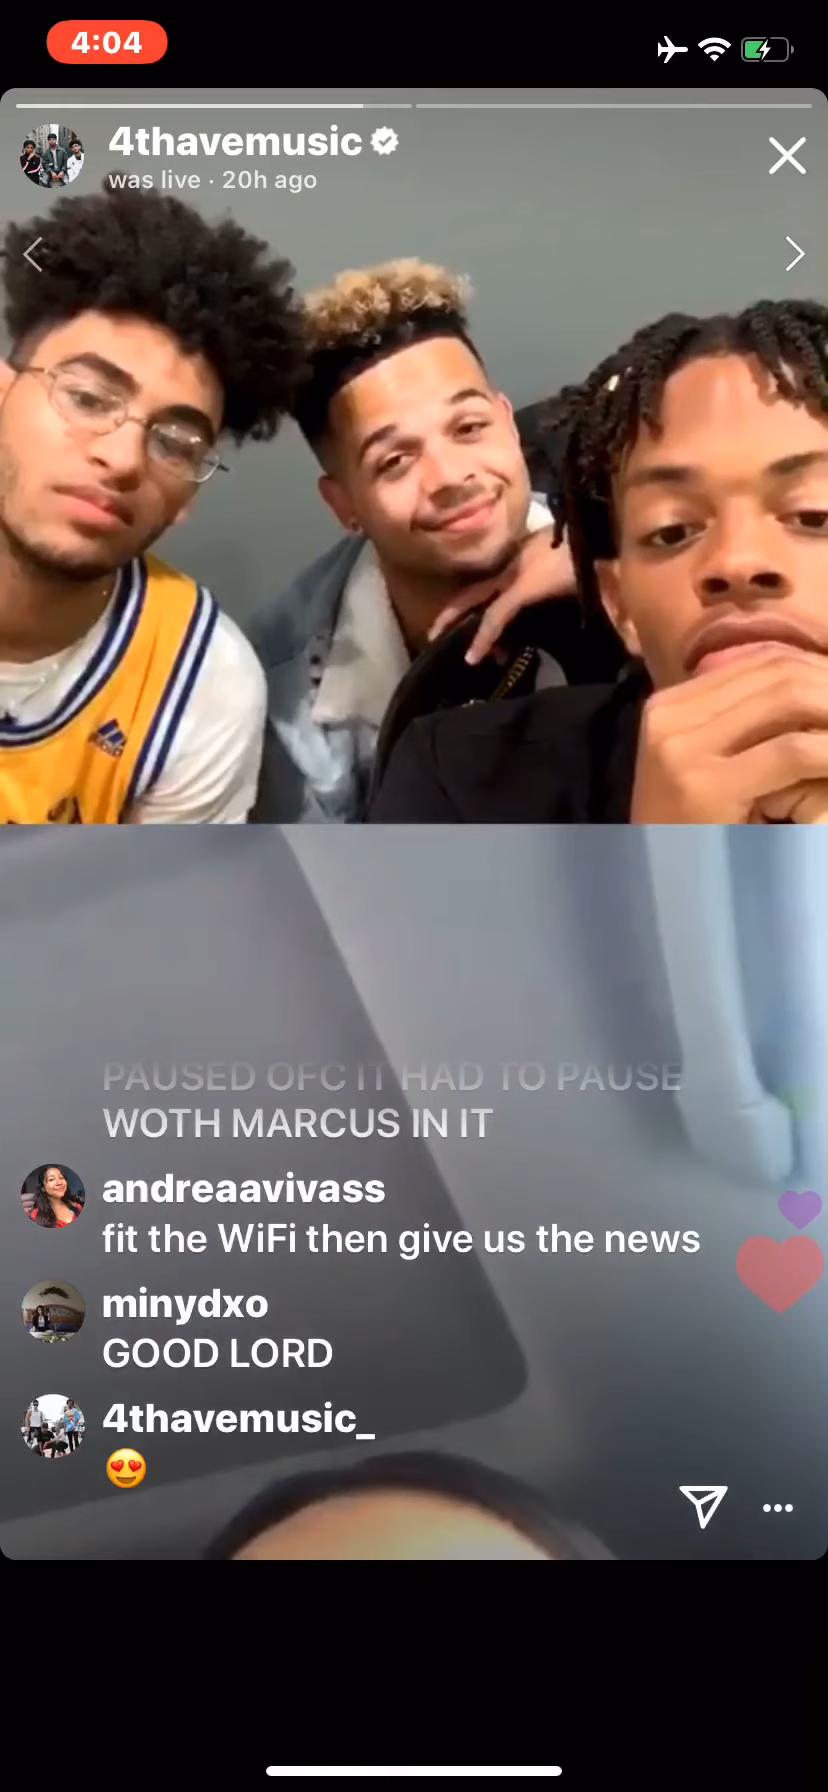 4:04
4thavemusic
was live · 20h ago
PAUSED OFC IT HAD TO PAUSE
WOTH MARCUS IN IT
andreaavivass
fit the WiFi then give us the news
minydxo
GOOD LORD
4thavemusic_
😍